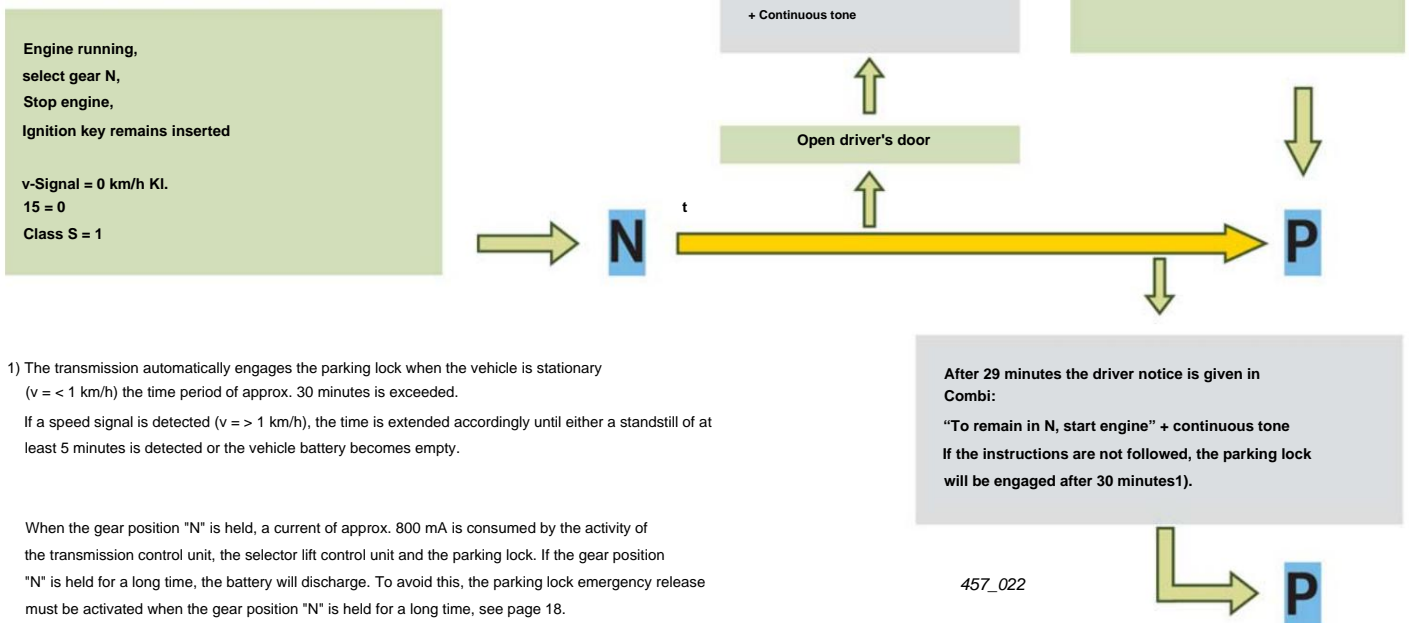 + Continuous tone
Engine running,
select gear N,
Stop engine,
Ignition key remains inserted
v-Signal = 0 km/h Kl.
15 = 0
Class S = 1
Open driver's door
N
t
P
1) The transmission automatically engages the parking lock when the vehicle is stationary
(v = < 1 km/h) the time period of approx. 30 minutes is exceeded.
If a speed signal is detected (v = > 1 km/h), the time is extended accordingly until either a standstill of at
least 5 minutes is detected or the vehicle battery becomes empty.
When the gear position "N" is held, a current of approx. 800 mA is consumed by the activity of
the transmission control unit, the selector lift control unit and the parking lock. If the gear position
"N" is held for a long time, the battery will discharge. To avoid this, the parking lock emergency release
must be activated when the gear position "N" is held for a long time, see page 18.
After 29 minutes the driver notice is given in
Combi:
“To remain in N, start engine” + continuous tone
If the instructions are not followed, the parking lock
will be engaged after 30 minutes1).
457_022
P